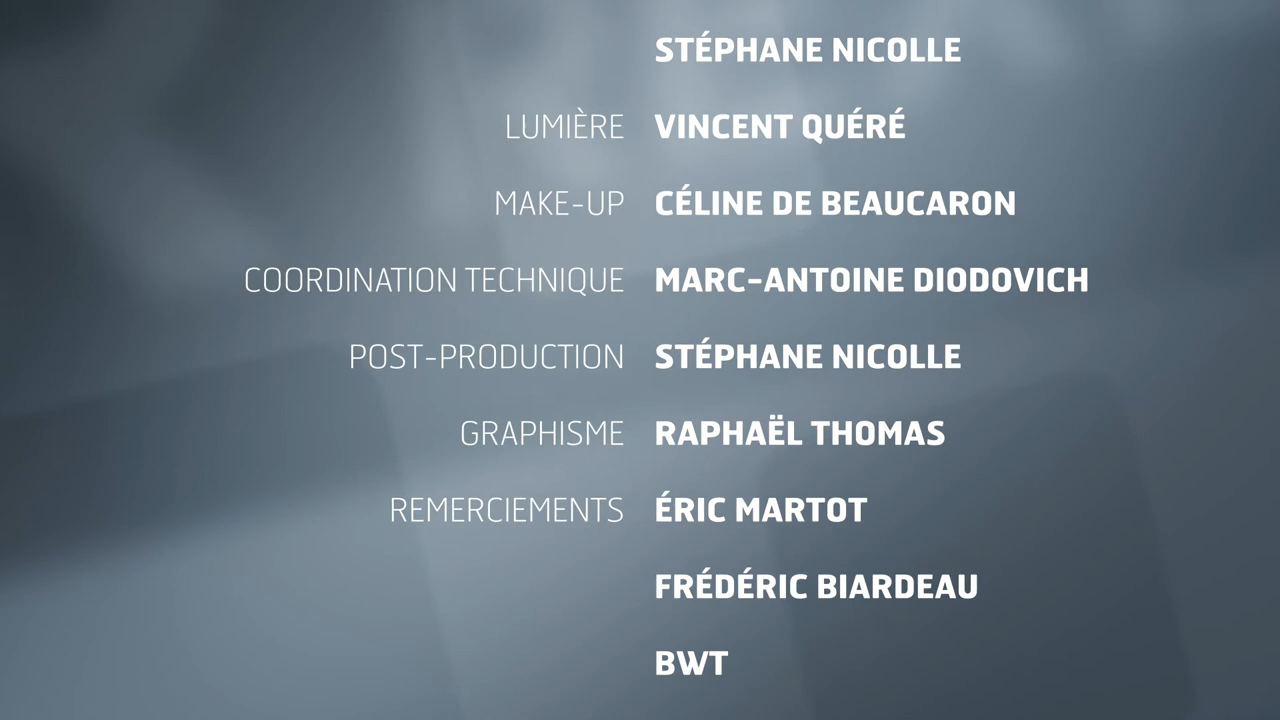 STÉPHANE NICOLLE
LUMIÈRE VINCENT QUÉRÉ
MAKE-UP CÉLINE DE BEAUCARON
COORDINATION TECHNIQUE MARC-ANTOINE DIODOVICH
POST-PRODUCTION STÉPHANE NICOLLE
GRAPHISME RAPHAËL THOMAS
REMERCIEMENTS ÉRIC MARTOT
FRÉDÉRIC BIARDEAU
BWT